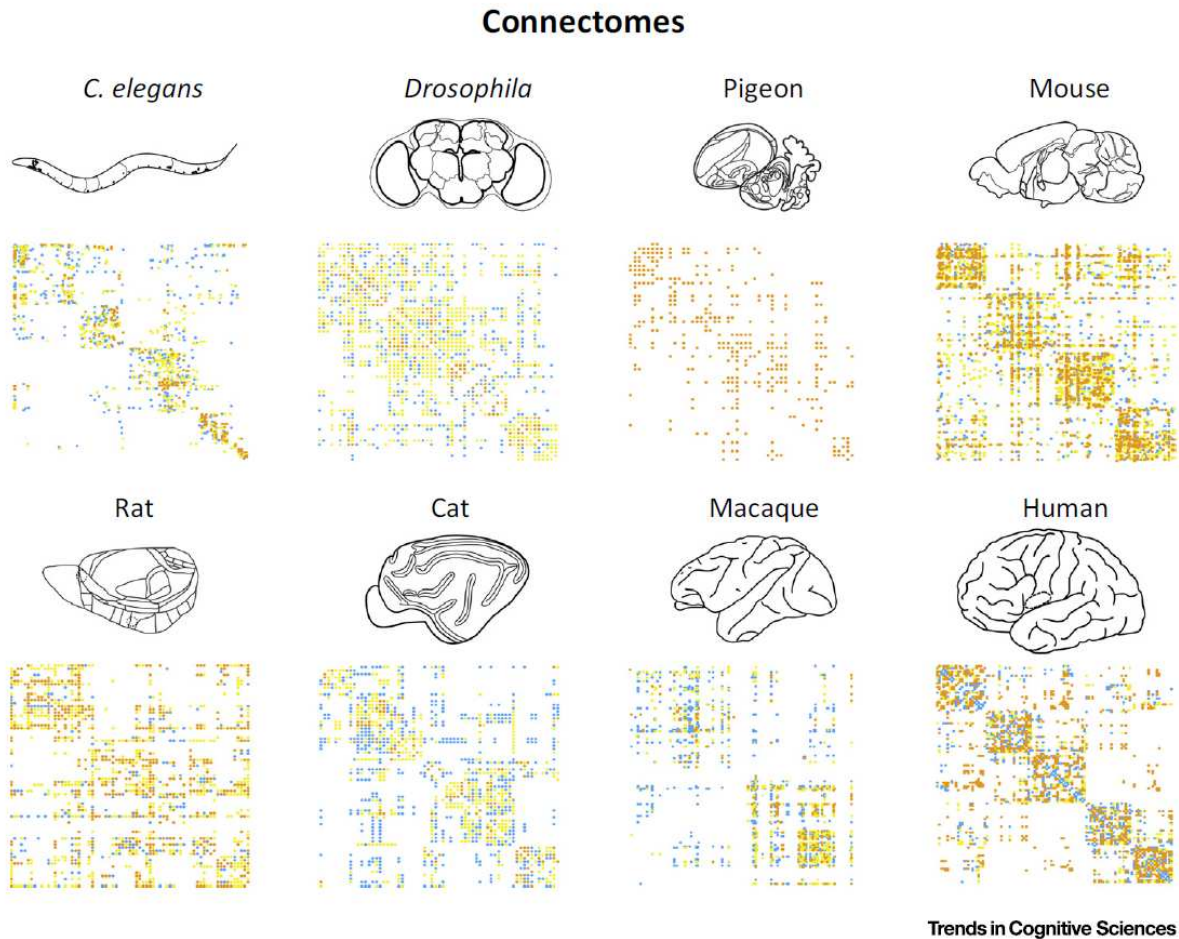 Connectomes
C. elegans Drosophila Pigeon Mouse
Rat Cat Macaque Human
Trends in Cognitive Sciences